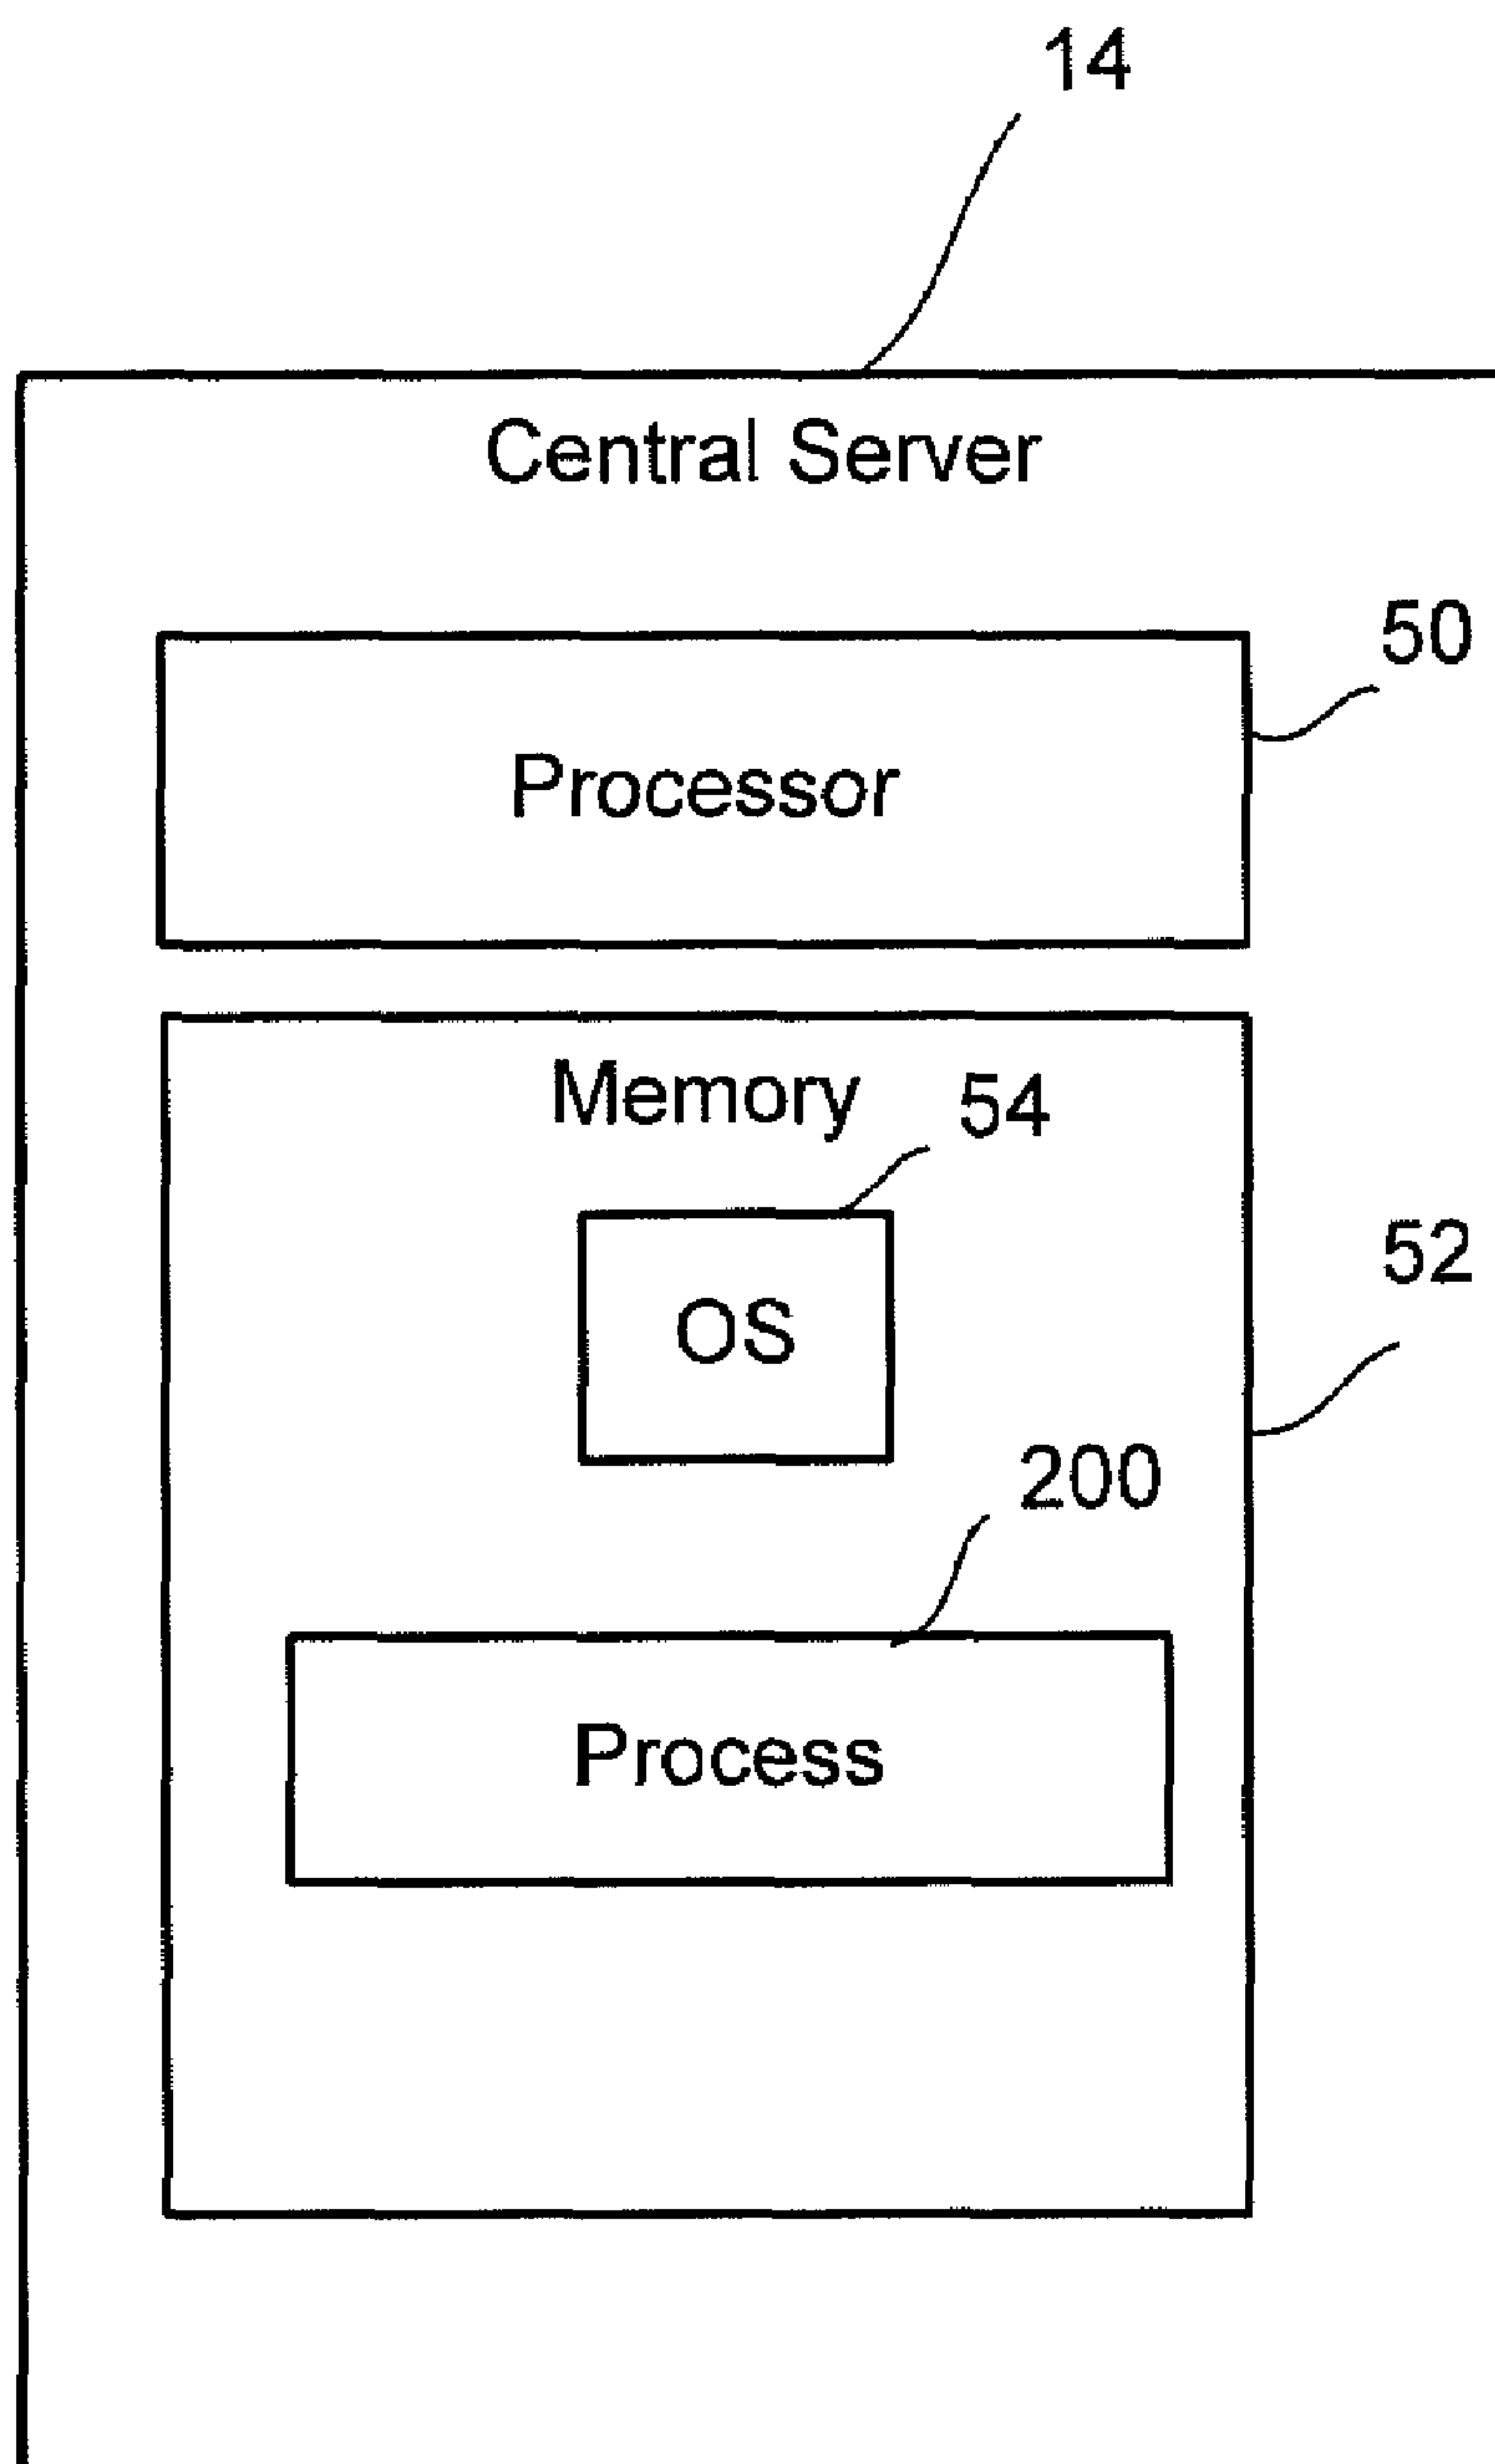 14
Central Server
50
Processor
Memory
54
52
OS
200
Process